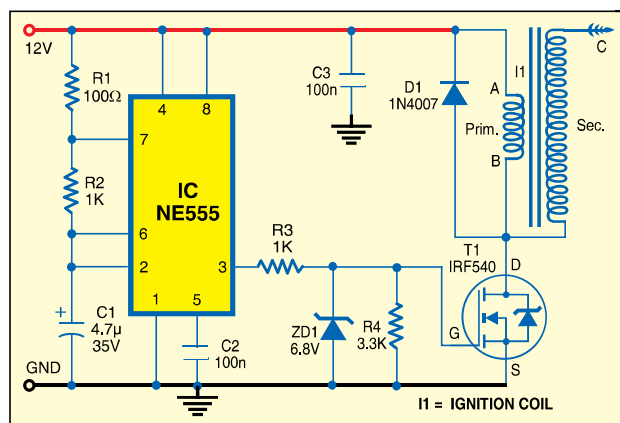 12V
R1
100Ω
4
8
7
R2
1K
6
2
IC
NE555
3
1
5
C1
4.7µ
35V
+
C2
100n
GND
R3
1K
ZD1
6.8V
R4
3.3K
C3
100n
D1
1N4007
A
Prim.
B
I1
Sec.
C
T1
IRF540
D
G
S
I1 = IGNITION COIL